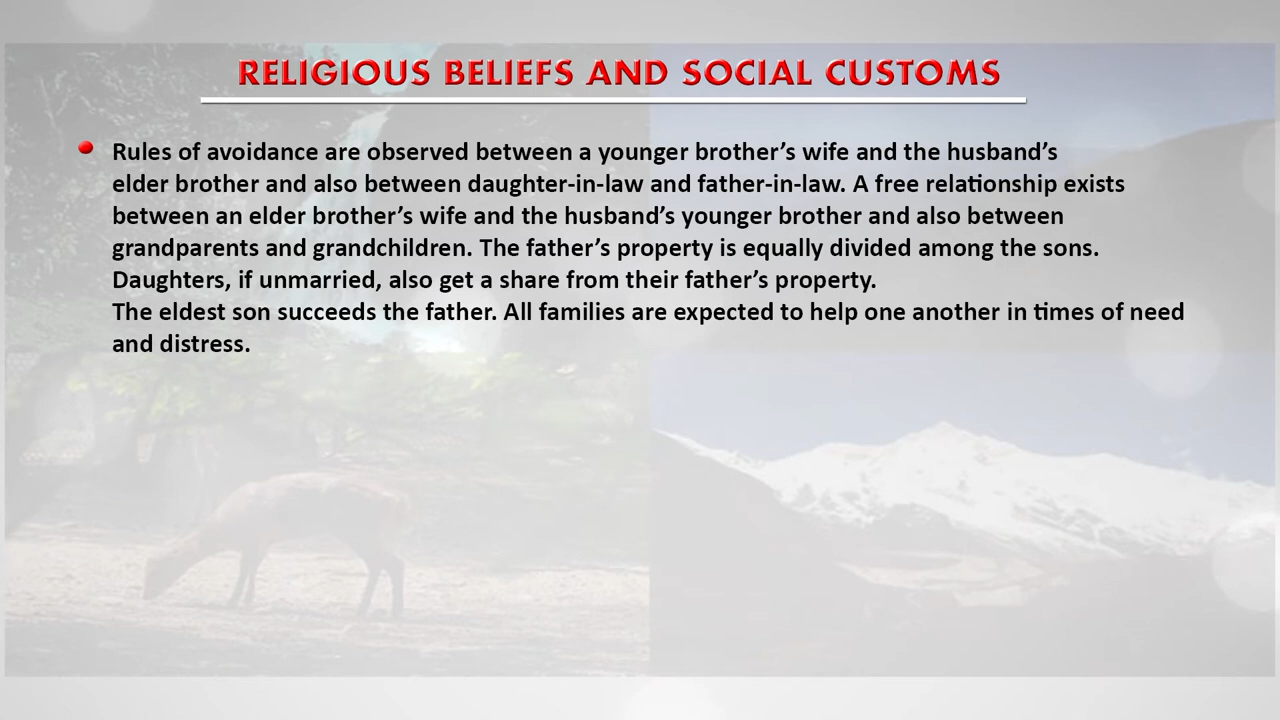 RELIGIOUS BELIEFS AND SOCIAL CUSTOMS
Rules of avoidance are observed between a younger brother’s wife and the husband’s
elder brother and also between daughter-in-law and father-in-law. A free relationship exists
between an elder brother’s wife and the husband’s younger brother and also between
grandparents and grandchildren. The father’s property is equally divided among the sons.
Daughters, if unmarried, also get a share from their father’s property.
The eldest son succeeds the father. All families are expected to help one another in times of need
and distress.